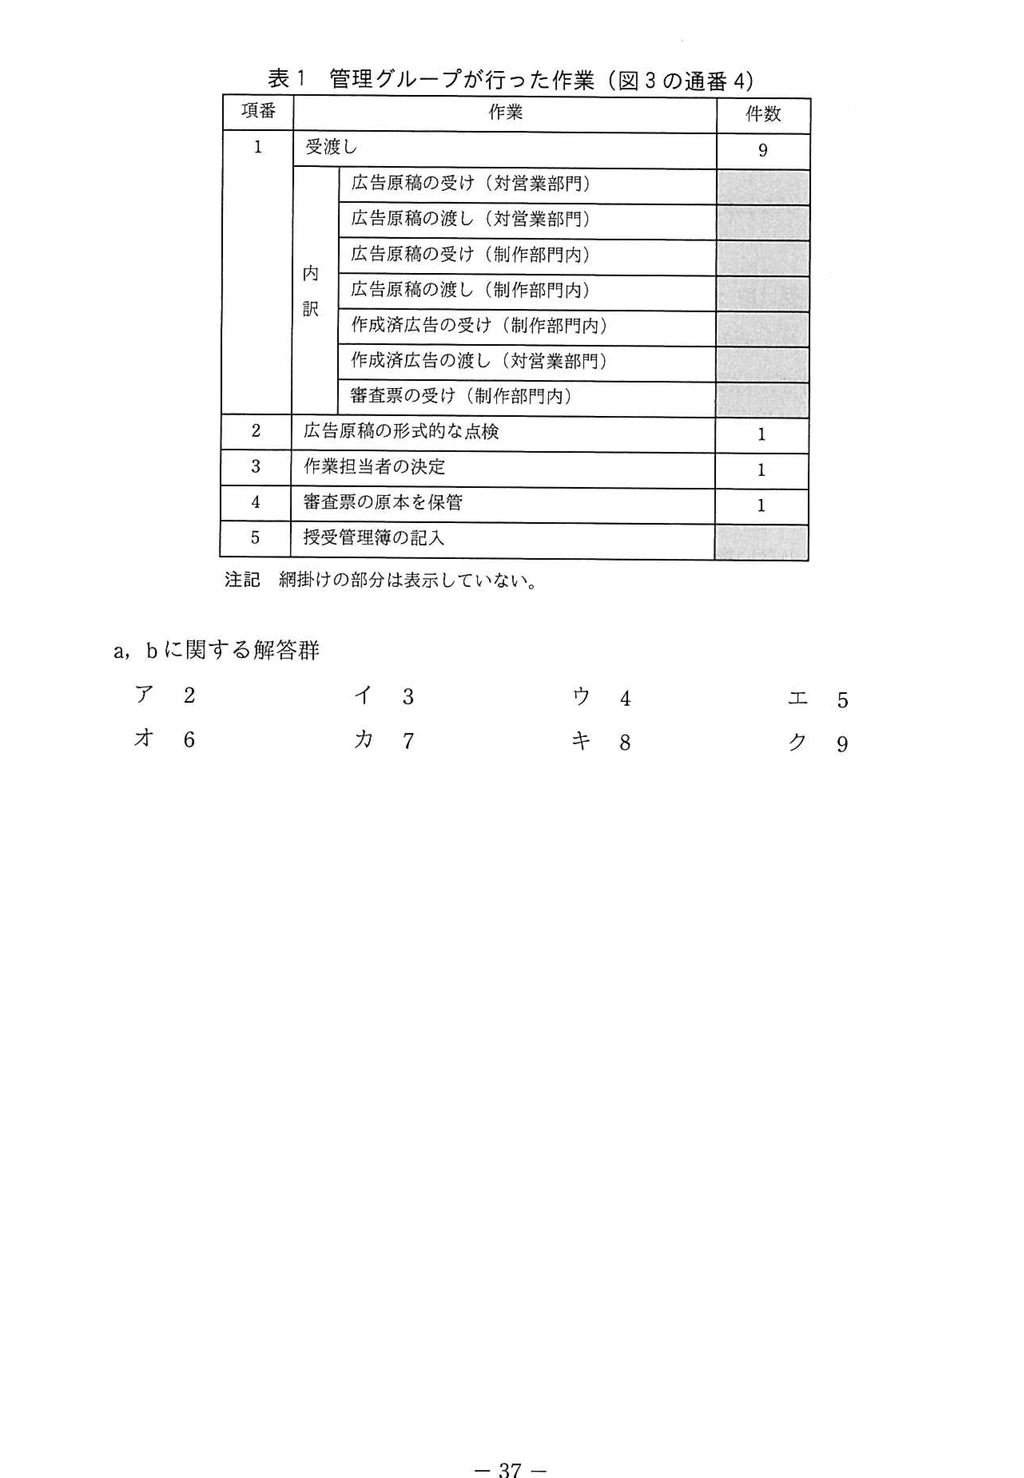 表1 管理グループが行った作業（図3の通番4）
項番 作業 件数
1 受渡し 9
内訳
広告原稿の受け（対営業部門）
広告原稿の渡し（対営業部門）
広告原稿の受け（制作部門内）
広告原稿の渡し（制作部門内）
作成済広告の受け（制作部門内）
作成済広告の渡し（対営業部門）
審査票の受け（制作部門内）
2 広告原稿の形式的な点検 1
3 作業担当者の決定 1
4 審査票の原本を保管 1
5 授受管理簿の記入
注記 網掛けの部分は表示していない。
a，bに関する解答群
ア 2 イ 3 ウ 4 エ 5
オ 6 カ 7 キ 8 ク 9
－ 37 －